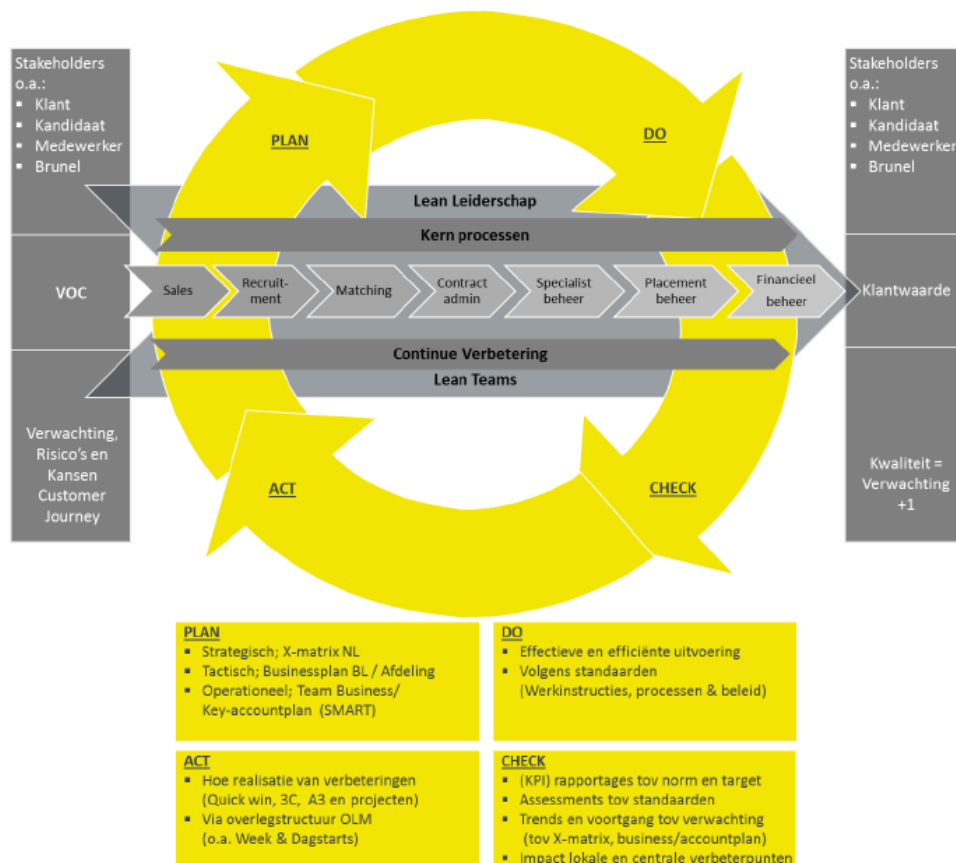 Stakeholders
o.a.:
▪ Klant
▪ Kandidaat
▪ Medewerker
▪ Brunel
VOC
Verwachting,
Risico's en
Kansen
Customer
Journey
PLAN
DO
Lean Leiderschap
Kern processen
Sales
Recruit-
ment
Matching
Contract
admin
Specialist
beheer
Placement
beheer
Financieel
beheer
Continue Verbetering
Lean Teams
ACT
CHECK
Stakeholders
o.a.:
▪ Klant
▪ Kandidaat
▪ Medewerker
▪ Brunel
Klantwaarde
Kwaliteit =
Verwachting
+1
PLAN
▪ Strategisch; X-matrix NL
▪ Tactisch; Businessplan BL / Afdeling
▪ Operationeel; Team Business/
Key-accountplan (SMART)
DO
▪ Effectieve en efficiënte uitvoering
▪ Volgens standaarden
(Werkinstructies, processen & beleid)
ACT
▪ Hoe realisatie van verbeteringen
(Quick win, 3C, A3 en projecten)
▪ Via overlegstructuur OLM
(o.a. Week & Dagstarts)
CHECK
▪ (KPI) rapportages tov norm en target
▪ Assessments tov standaarden
▪ Trends en voortgang tov verwachting
(tov X-matrix, business/accountplan)
▪ Impact lokale en centrale verbeterpunten